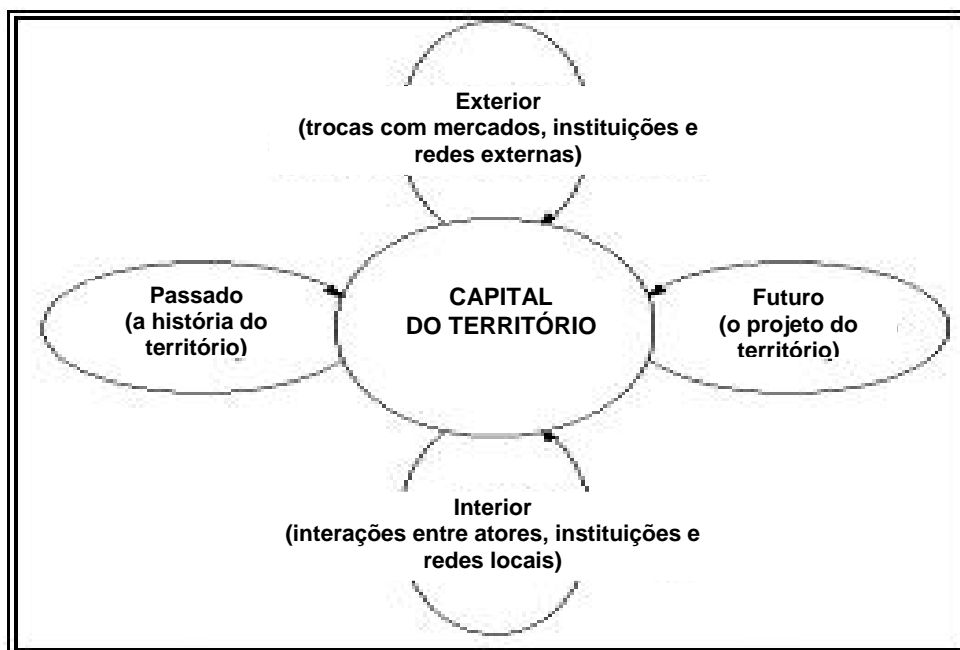 Exterior
(trocas com mercados, instituições e
redes externas)
Passado
(a história do
território)
CAPITAL
DO TERRITÓRIO
Futuro
(o projeto do
território)
Interior
(interações entre atores, instituições e
redes locais)